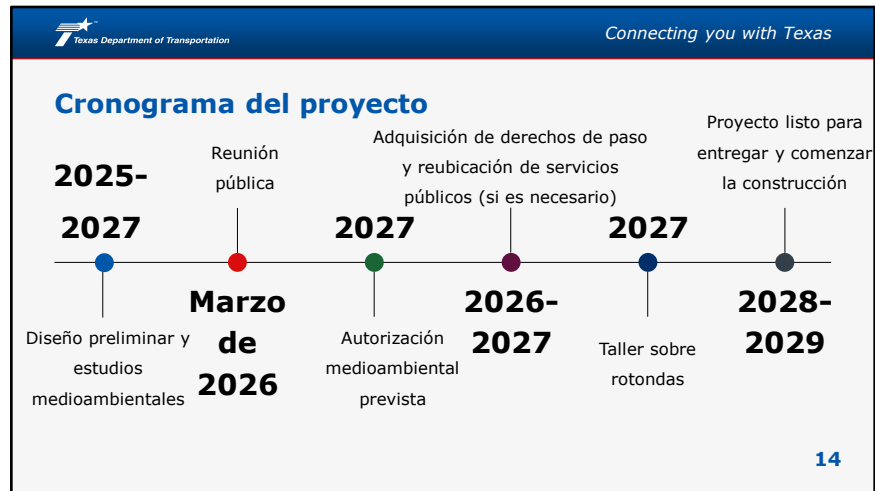 Texas Department of Transportation
Connecting you with Texas
Cronograma del proyecto
2025-
2027
Diseño preliminar y
estudios
medioambientales
Reunión
pública
Marzo
de
2026
2027
Autorización
medioambiental
prevista
Adquisición de derechos de paso
y reubicación de servicios
públicos (si es necesario)
2026-
2027
2027
Taller sobre
rotondas
Proyecto listo para
entregar y comenzar
la construcción
2028-
2029
14